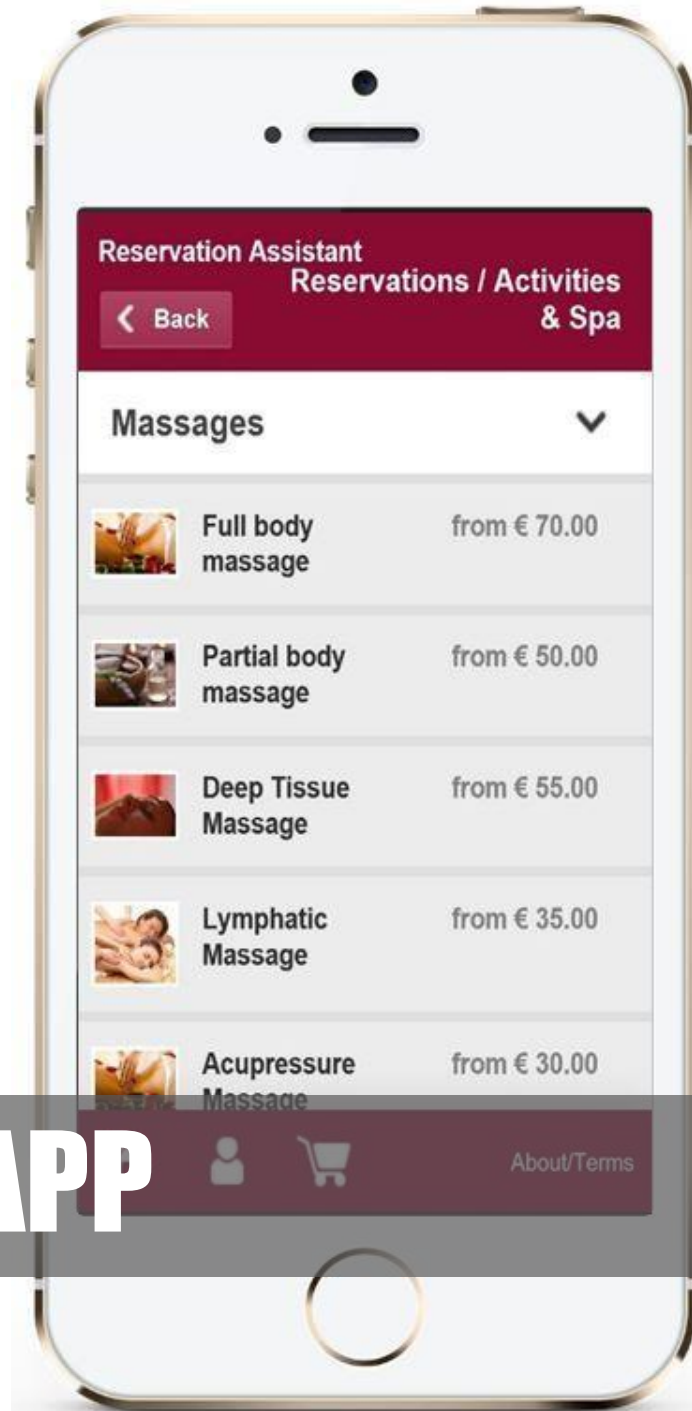 Reservation Assistant
Reservations / Activities
& Spa
Back
Massages
Full body
massage
from € 70.00
Partial body
massage
from € 50.00
Deep Tissue
Massage
from € 55.00
Lymphatic
Massage
from € 35.00
Acupressure
Massage
from € 30.00
APP
About/Terms